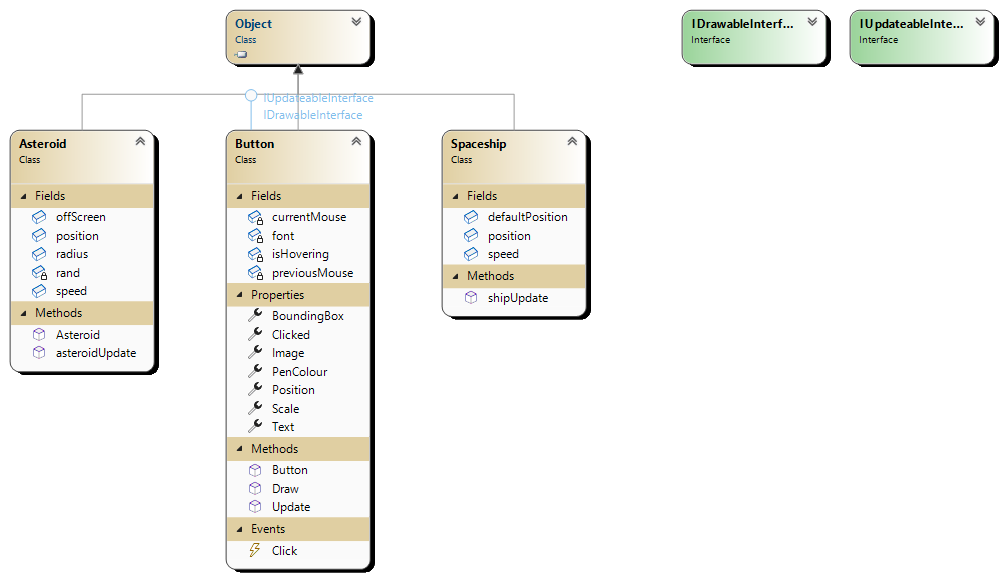 Object
Class
IDrawableInterf...
Interface
IUpdateableInte...
Interface
IUpdateableInterface
IDrawableInterface
Asteroid
Class
Fields
offScreen
position
radius
rand
speed
Methods
Asteroid
asteroidUpdate
Button
Class
Fields
currentMouse
font
isHovering
previousMouse
Properties
BoundingBox
Clicked
Image
PenColour
Position
Scale
Text
Methods
Button
Draw
Update
Events
Click
Spaceship
Class
Fields
defaultPosition
position
speed
Methods
shipUpdate